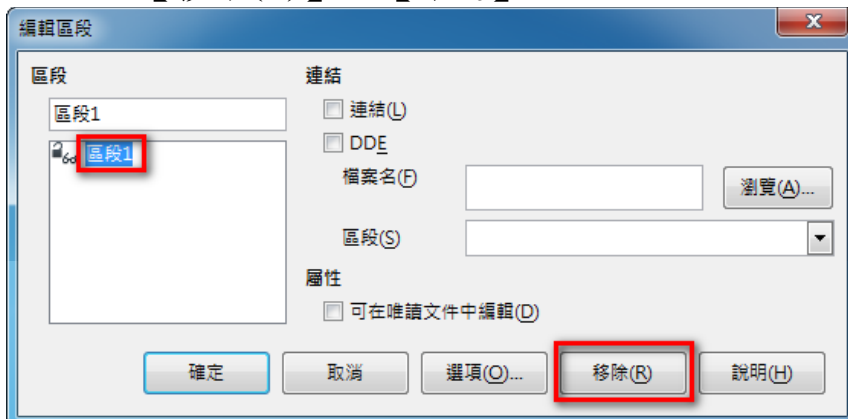 編輯區段
區段
區段1
區段1
連結
連結(L)
DDE
檔案名(F)
瀏覽(A)...
區段(S)
屬性
可在唯讀文件中編輯(D)
確定
取消
選項(O)...
移除(R)
說明(H)